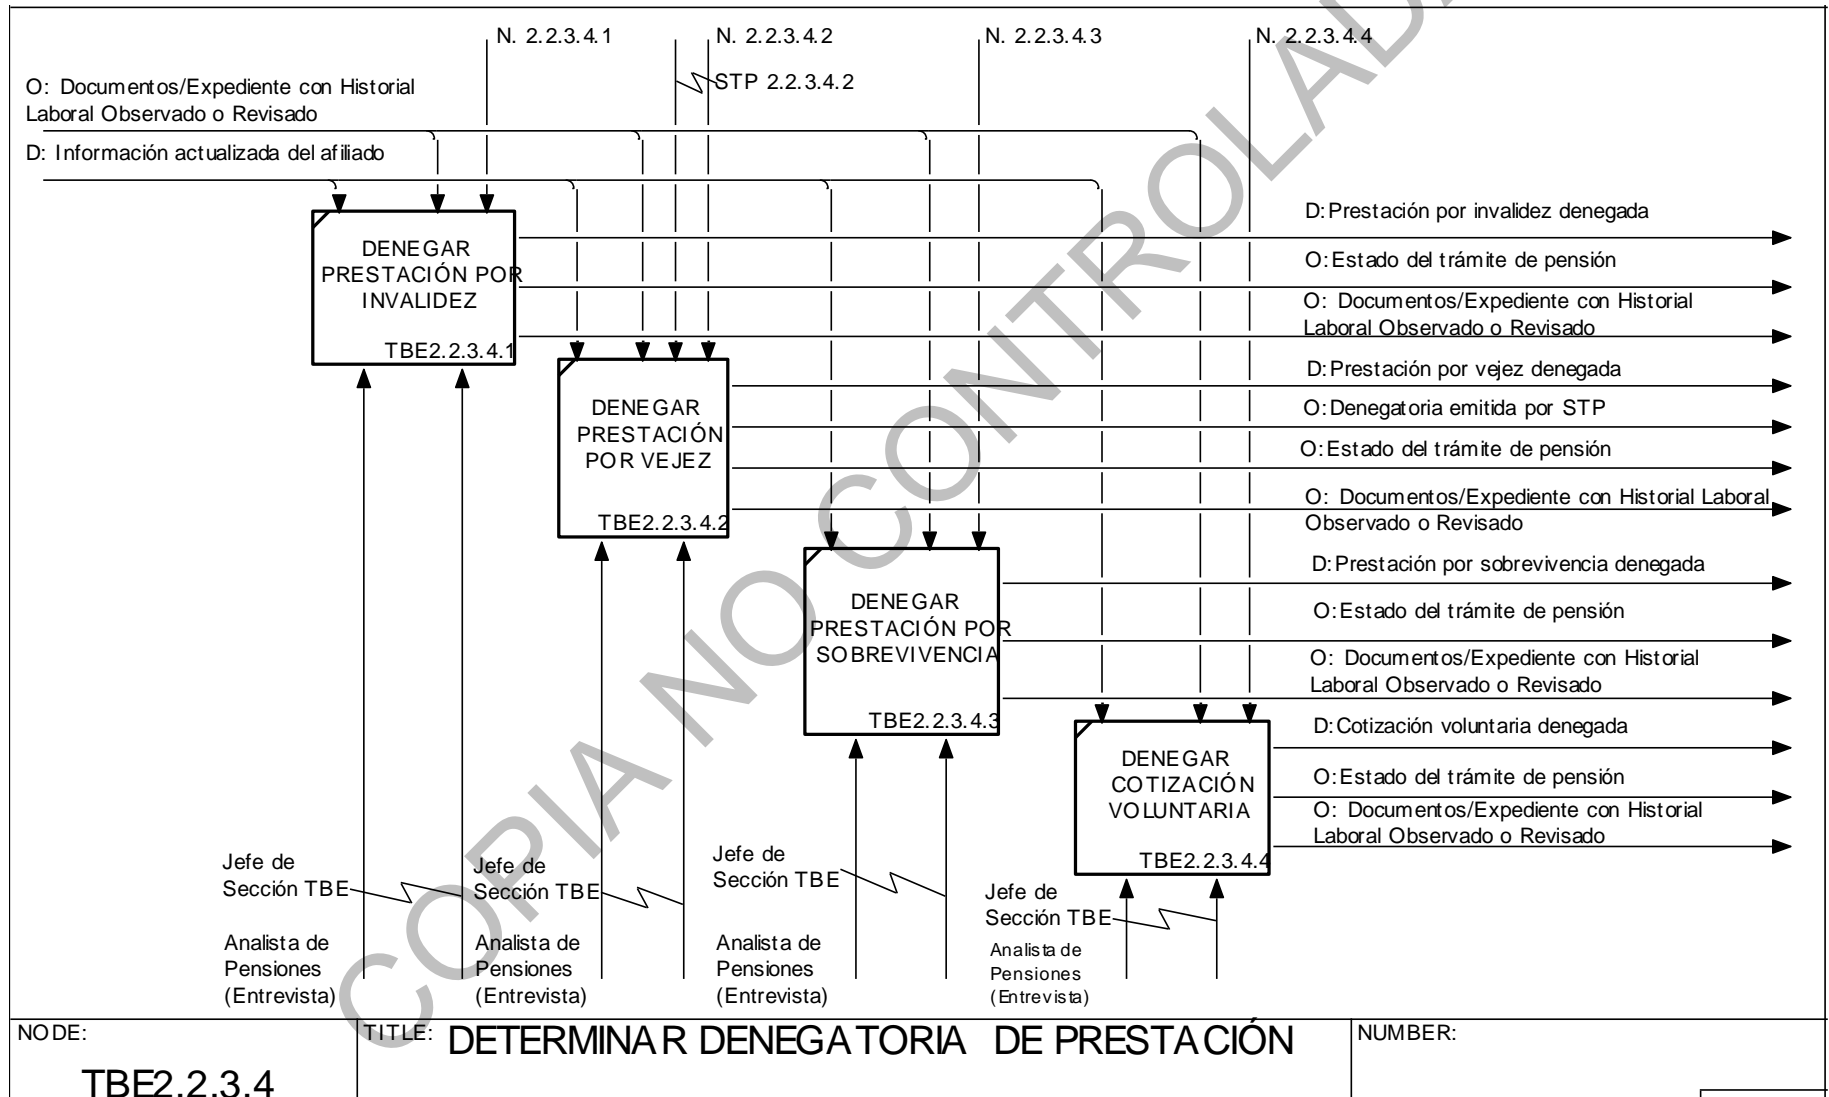 N. 2.2.3.4.1
N. 2.2.3.4.2
N. 2.2.3.4.3
N. 2.2.3.4.4
STP 2.2.3.4.2
O: Documentos/Expediente con Historial
Laboral Observado o Revisado
D: Información actualizada del afiliado
DENEGAR
PRESTACIÓN POR
INVALIDEZ
TBE2.2.3.4.1
D:Prestación por invalidez denegada
O:Estado del trámite de pensión
O: Documentos/Expediente con Historial
Laboral Observado o Revisado
DENEGAR
PRESTACIÓN
POR VEJEZ
TBE2.2.3.4.2
D:Prestación por vejez denegada
O:Denegatoria emitida por STP
O:Estado del trámite de pensión
O: Documentos/Expediente con Historial Laboral
Observado o Revisado
DENEGAR
PRESTACIÓN POR
SOBREVIVENCIA
TBE2.2.3.4.3
D:Prestación por sobrevivencia denegada
O:Estado del trámite de pensión
O: Documentos/Expediente con Historial
Laboral Observado o Revisado
DENEGAR
COTIZACIÓN
VOLUNTARIA
TBE2.2.3.4.4
D:Cotización voluntaria denegada
O:Estado del trámite de pensión
O: Documentos/Expediente con Historial
Laboral Observado o Revisado
Jefe de
Sección TBE
Analista de
Pensiones
(Entrevista)
Jefe de
Sección TBE
Analista de
Pensiones
(Entrevista)
Jefe de
Sección TBE
Analista de
Pensiones
(Entrevista)
Jefe de
Sección TBE
Analista de
Pensiones
(Entrevista)
COPIA NO CONTROLADA
NODE:
TBE2.2.3.4
TITLE:
DETERMINAR DENEGATORIA DE PRESTACIÓN
NUMBER: